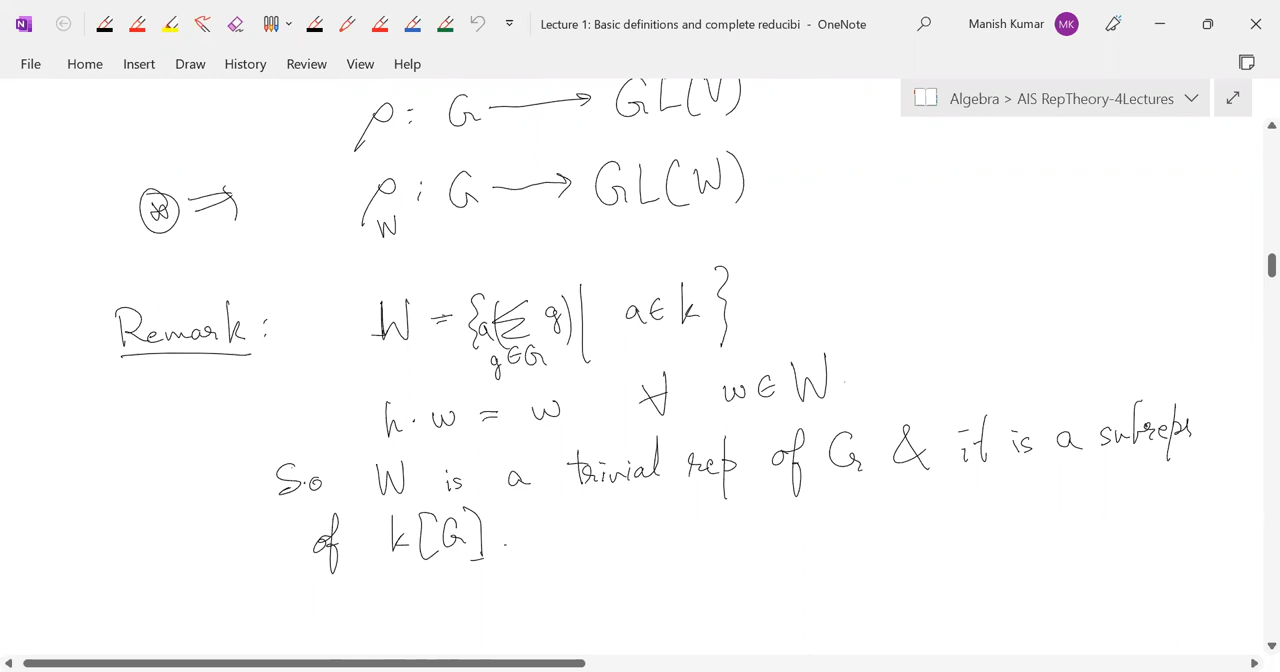 Lecture 1: Basic definitions and complete reducibi - OneNote
Manish Kumar MK
File Home Insert Draw History Review View Help
Algebra > AIS RepTheory-4Lectures
ρ : G ⟶ GL(V)
⊛ ⇒ ρ_W : G ⟶ GL(W)
Remark : W = {a(∑_{g∈G} g) | a ∈ k}
h · w = w ∀ w ∈ W.
So W is a trivial rep of G & it is a subreps
of k[G].